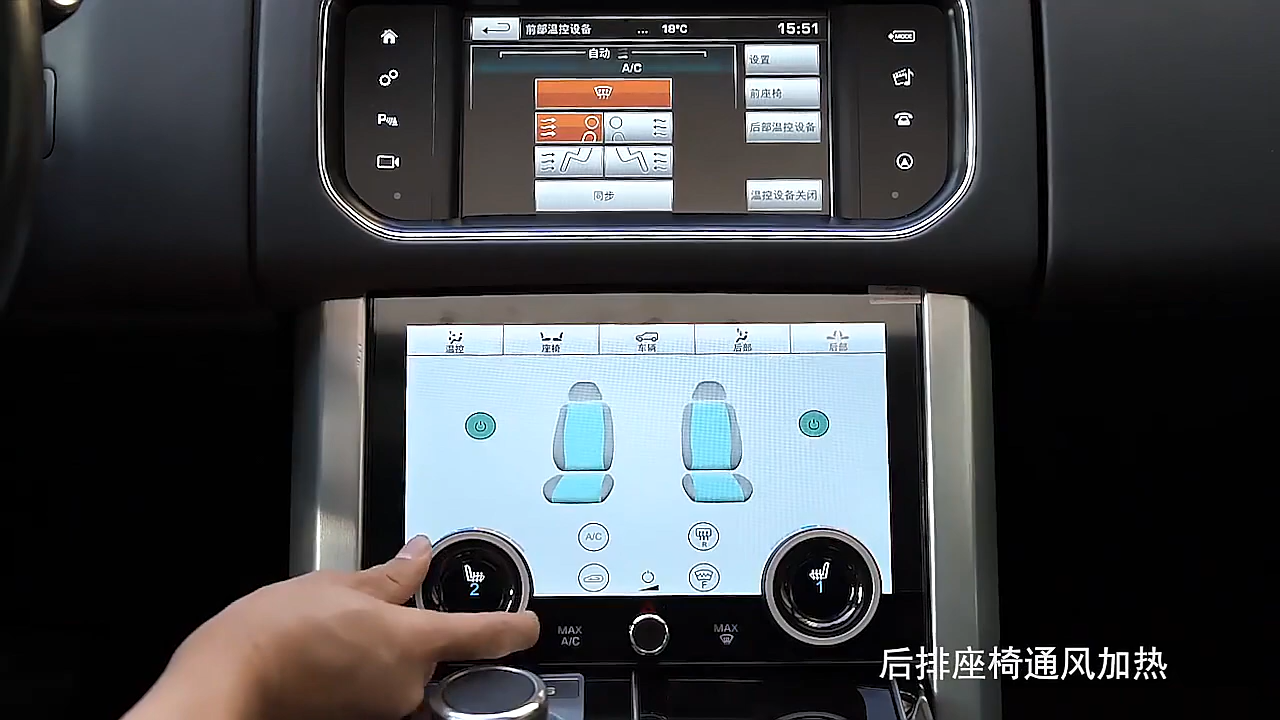 前部温控设备 ... 18°C 15:51
自动
A/C
设置
前座椅
后部温控设备
同步
温控设备关闭
MODE
P
温控 座椅 车辆 后部 后部
A/C R
F
2 1
MAX A/C
MAX
后排座椅通风加热